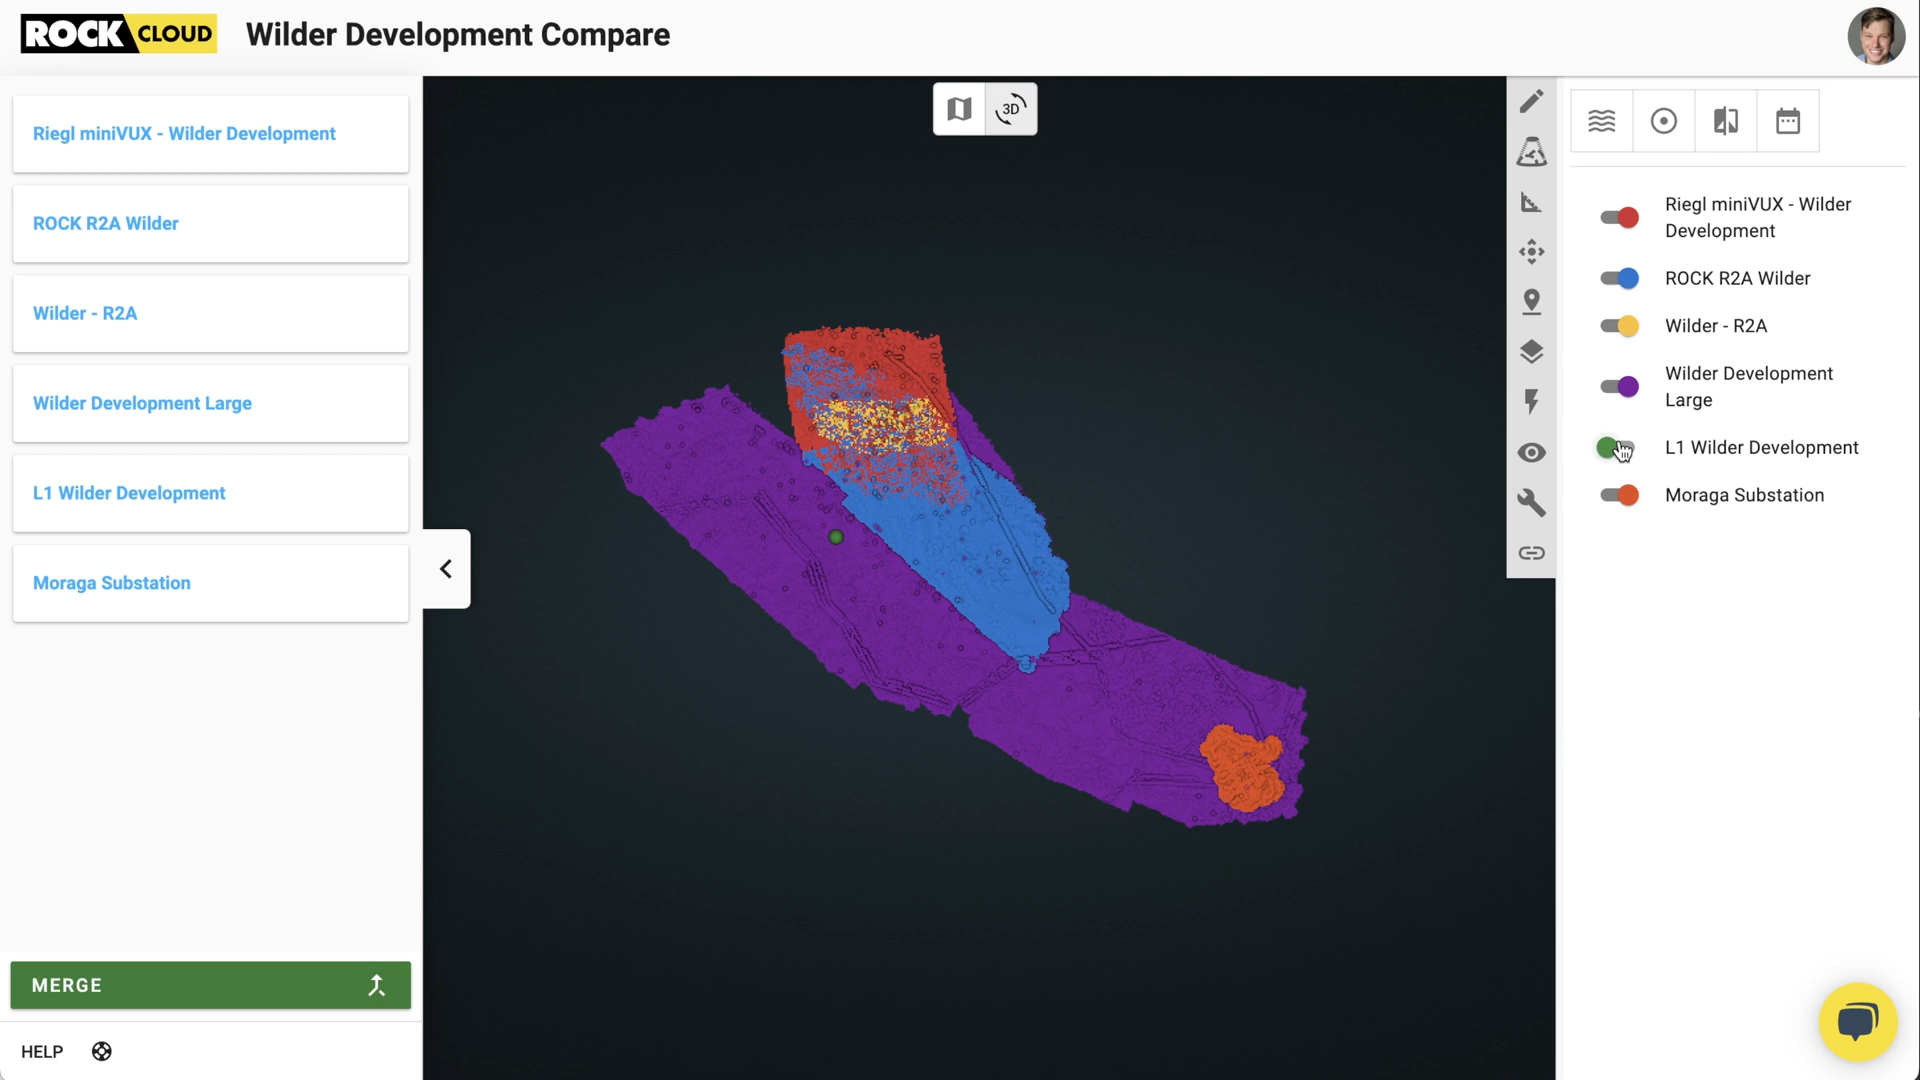 ROCK CLOUD
Wilder Development Compare
Riegl miniVUX - Wilder Development
ROCK R2A Wilder
Wilder - R2A
Wilder Development Large
L1 Wilder Development
Moraga Substation
MERGE
HELP
3D
Riegl miniVUX - Wilder
Development
ROCK R2A Wilder
Wilder - R2A
Wilder Development
Large
L1 Wilder Development
Moraga Substation